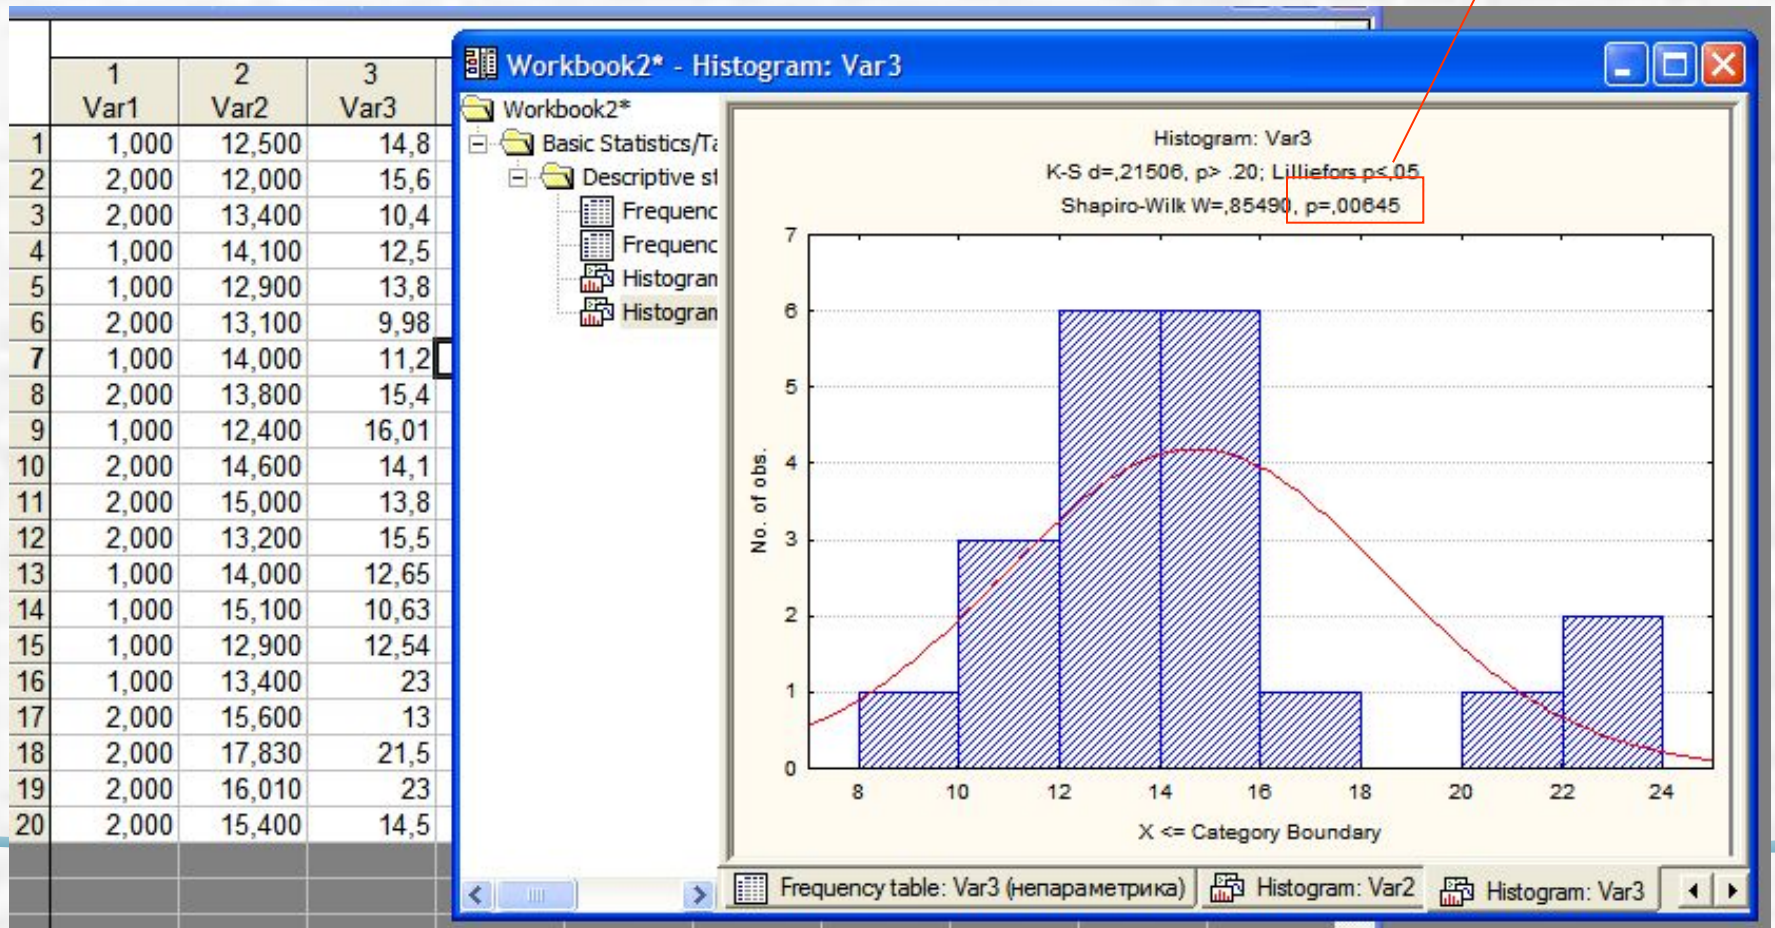 1 2 3
Var1 Var2 Var3
1 1,000 12,500 14,8
2 2,000 12,000 15,6
3 2,000 13,400 10,4
4 1,000 14,100 12,5
5 1,000 12,900 13,8
6 2,000 13,100 9,98
7 1,000 14,000 11,2
8 2,000 13,800 15,4
9 1,000 12,400 16,01
10 2,000 14,600 14,1
11 2,000 15,000 13,8
12 2,000 13,200 15,5
13 1,000 14,000 12,65
14 1,000 15,100 10,63
15 1,000 12,900 12,54
16 1,000 13,400 23
17 2,000 15,600 13
18 2,000 17,830 21,5
19 2,000 16,010 23
20 2,000 15,400 14,5
Workbook2* - Histogram: Var3
Workbook2*
Basic Statistics/Ta
Descriptive st
Frequenc
Frequenc
Histogran
Histogran
Histogram: Var3
K-S d=,21506, p> .20; Lilliefors p<,05
Shapiro-Wilk W=,85490, p=,00645
7
6
5
4
3
2
1
0
No. of obs.
8 10 12 14 16 18 20 22 24
X <= Category Boundary
Frequency table: Var3 (непараметрика) Histogram: Var2 Histogram: Var3